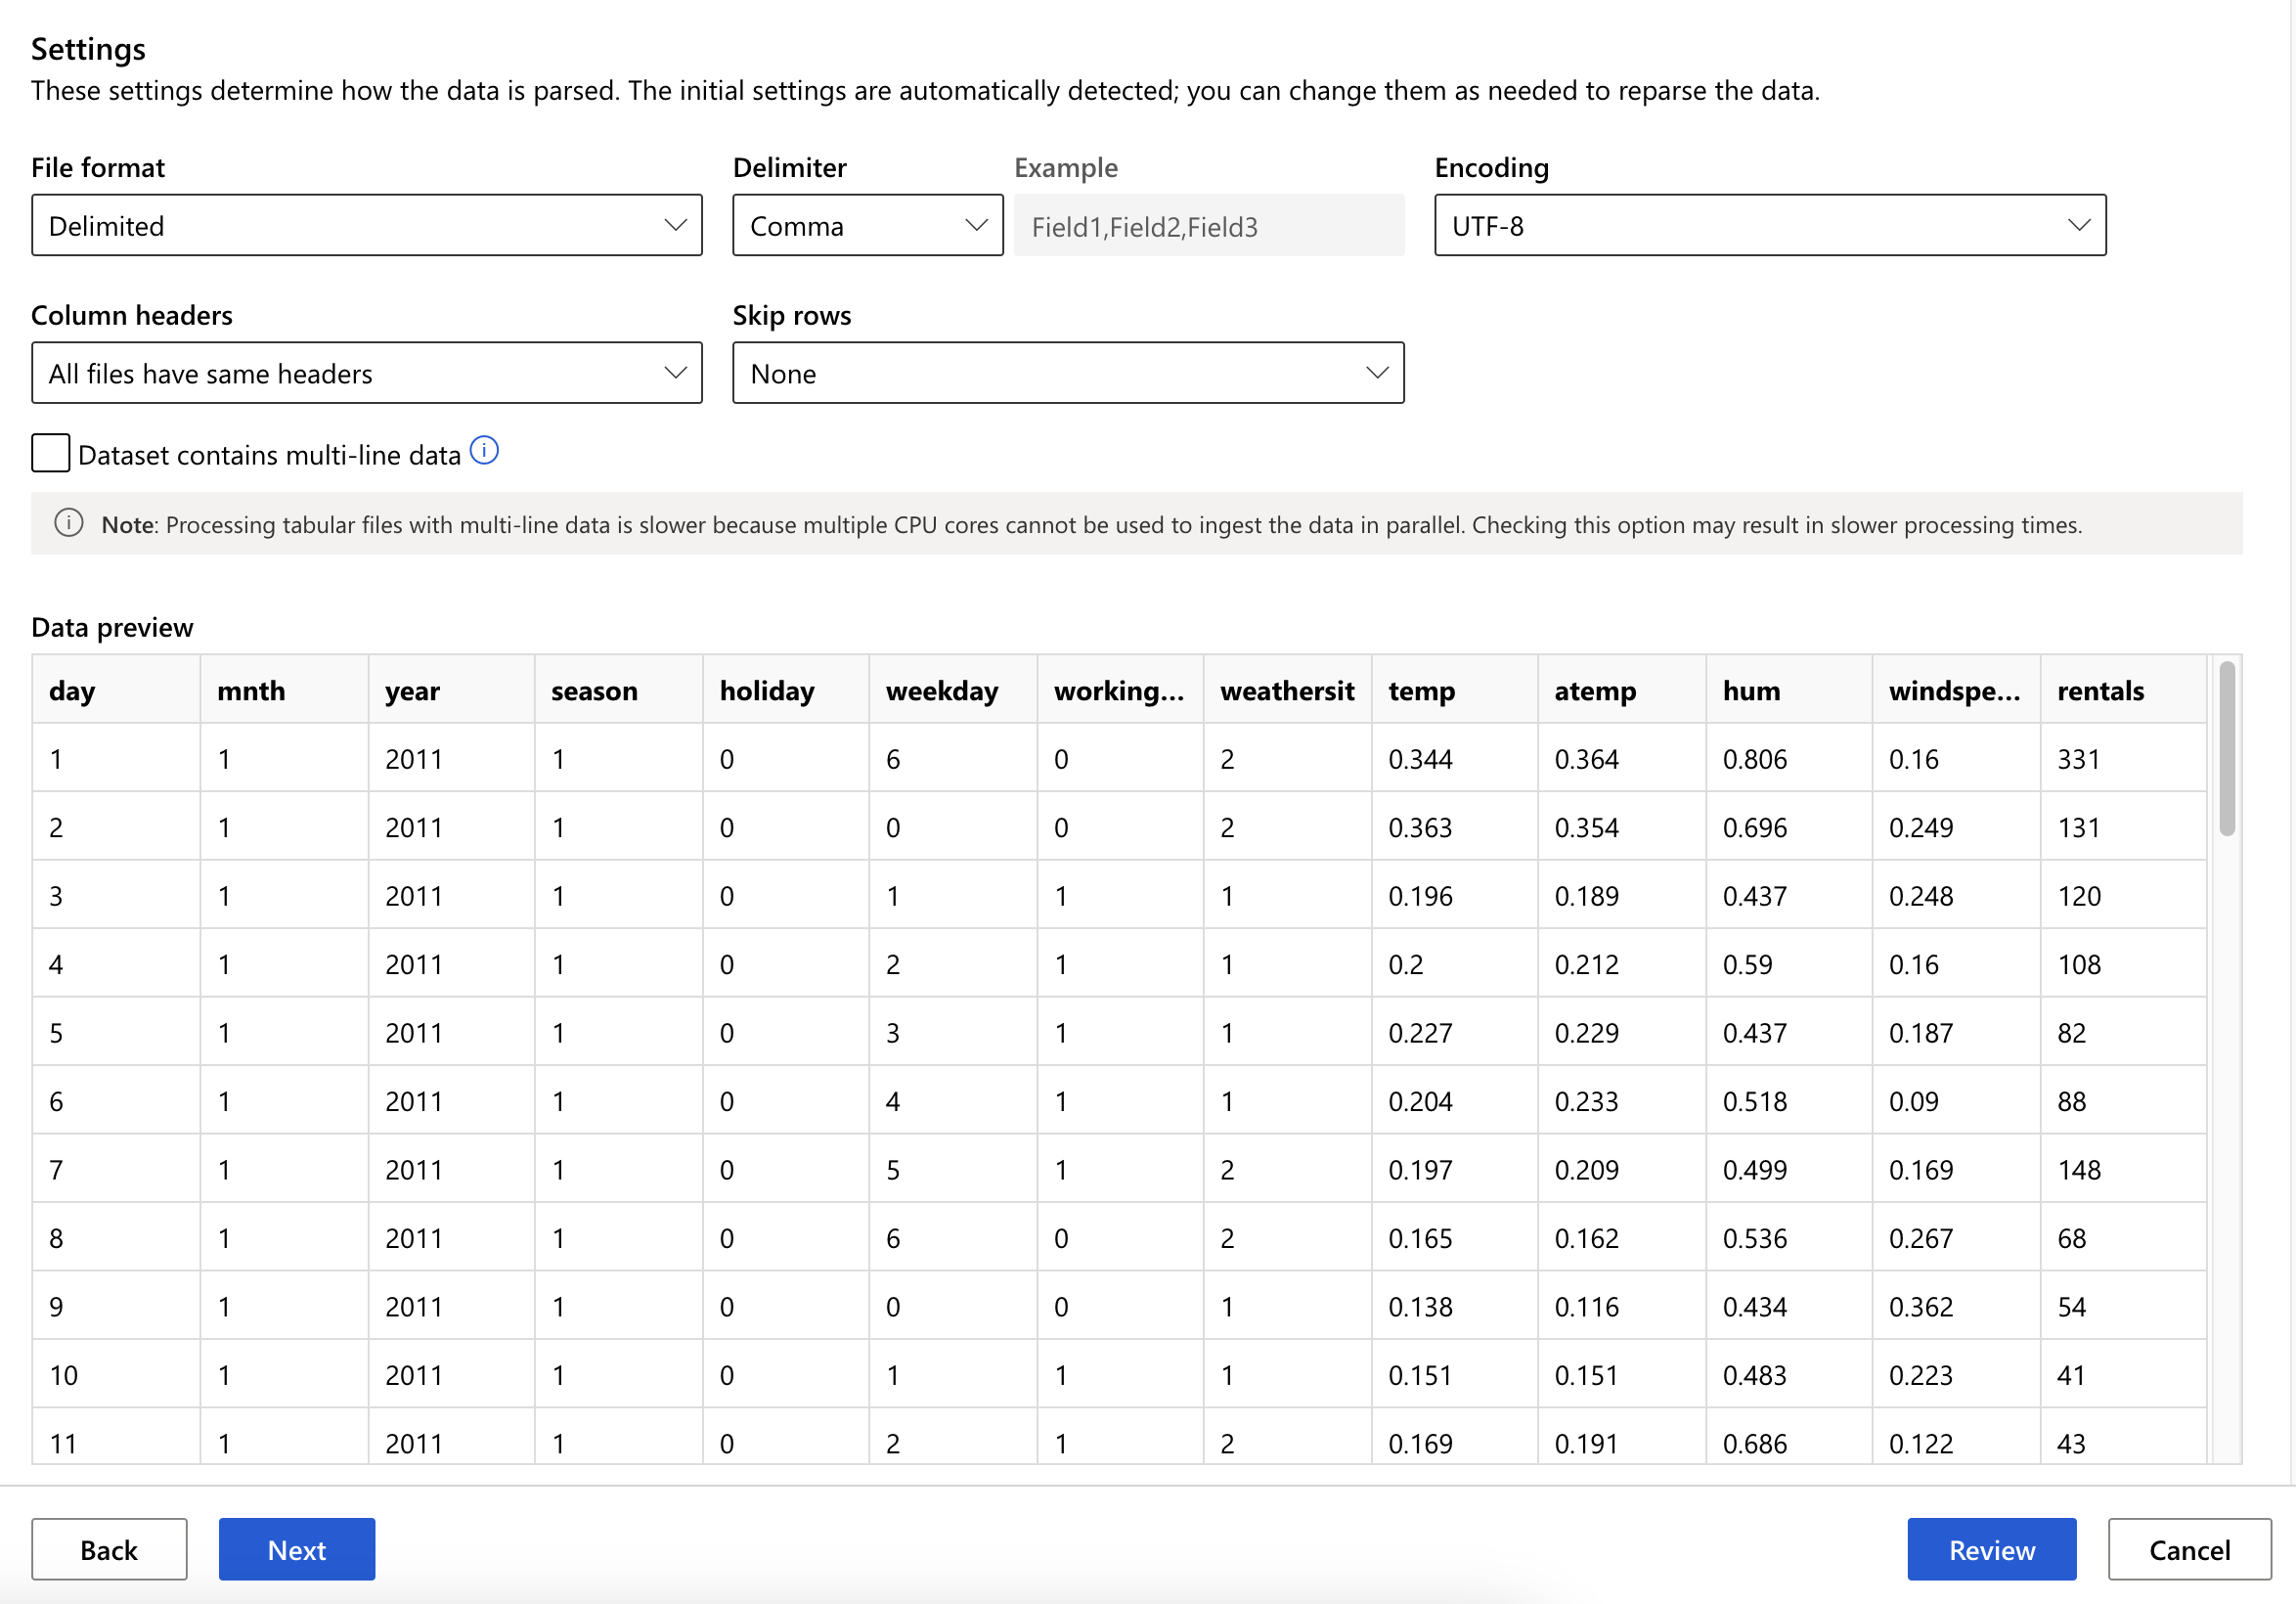 Settings
These settings determine how the data is parsed. The initial settings are automatically detected; you can change them as needed to reparse the data.
File format Delimiter Example Encoding
Delimited Comma Field1,Field2,Field3 UTF-8
Column headers Skip rows
All files have same headers None
Dataset contains multi-line data
Note: Processing tabular files with multi-line data is slower because multiple CPU cores cannot be used to ingest the data in parallel. Checking this option may result in slower processing times.
Data preview
day mnth year season holiday weekday working... weathersit temp atemp hum windspe... rentals
1 1 2011 1 0 6 0 2 0.344 0.364 0.806 0.16 331
2 1 2011 1 0 0 0 2 0.363 0.354 0.696 0.249 131
3 1 2011 1 0 1 1 1 0.196 0.189 0.437 0.248 120
4 1 2011 1 0 2 1 1 0.2 0.212 0.59 0.16 108
5 1 2011 1 0 3 1 1 0.227 0.229 0.437 0.187 82
6 1 2011 1 0 4 1 1 0.204 0.233 0.518 0.09 88
7 1 2011 1 0 5 1 2 0.197 0.209 0.499 0.169 148
8 1 2011 1 0 6 0 2 0.165 0.162 0.536 0.267 68
9 1 2011 1 0 0 0 1 0.138 0.116 0.434 0.362 54
10 1 2011 1 0 1 1 1 0.151 0.151 0.483 0.223 41
11 1 2011 1 0 2 1 2 0.169 0.191 0.686 0.122 43
Back Next Review Cancel